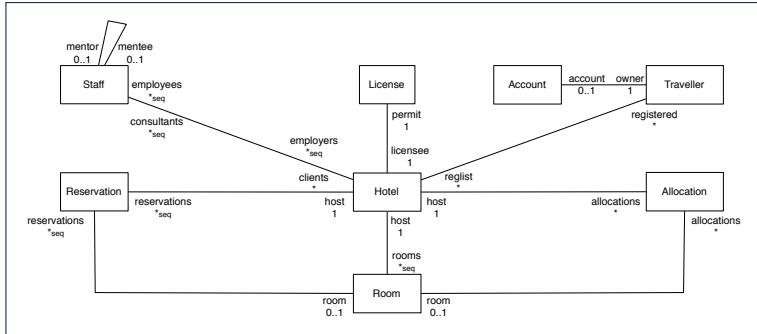 mentor mentee
0..1 0..1
Staff
License
Account
account owner
0..1 1
Traveller
employees
*seq
consultants
*seq
permit
1
registered
*
employers
*seq
licensee
1
clients
*
reglist
*
Reservation
Hotel
Allocation
reservations
*seq
reservations
*seq
host
1
host
1
host
1
allocations
*
allocations
*
rooms
*seq
room
0..1
Room
room
0..1